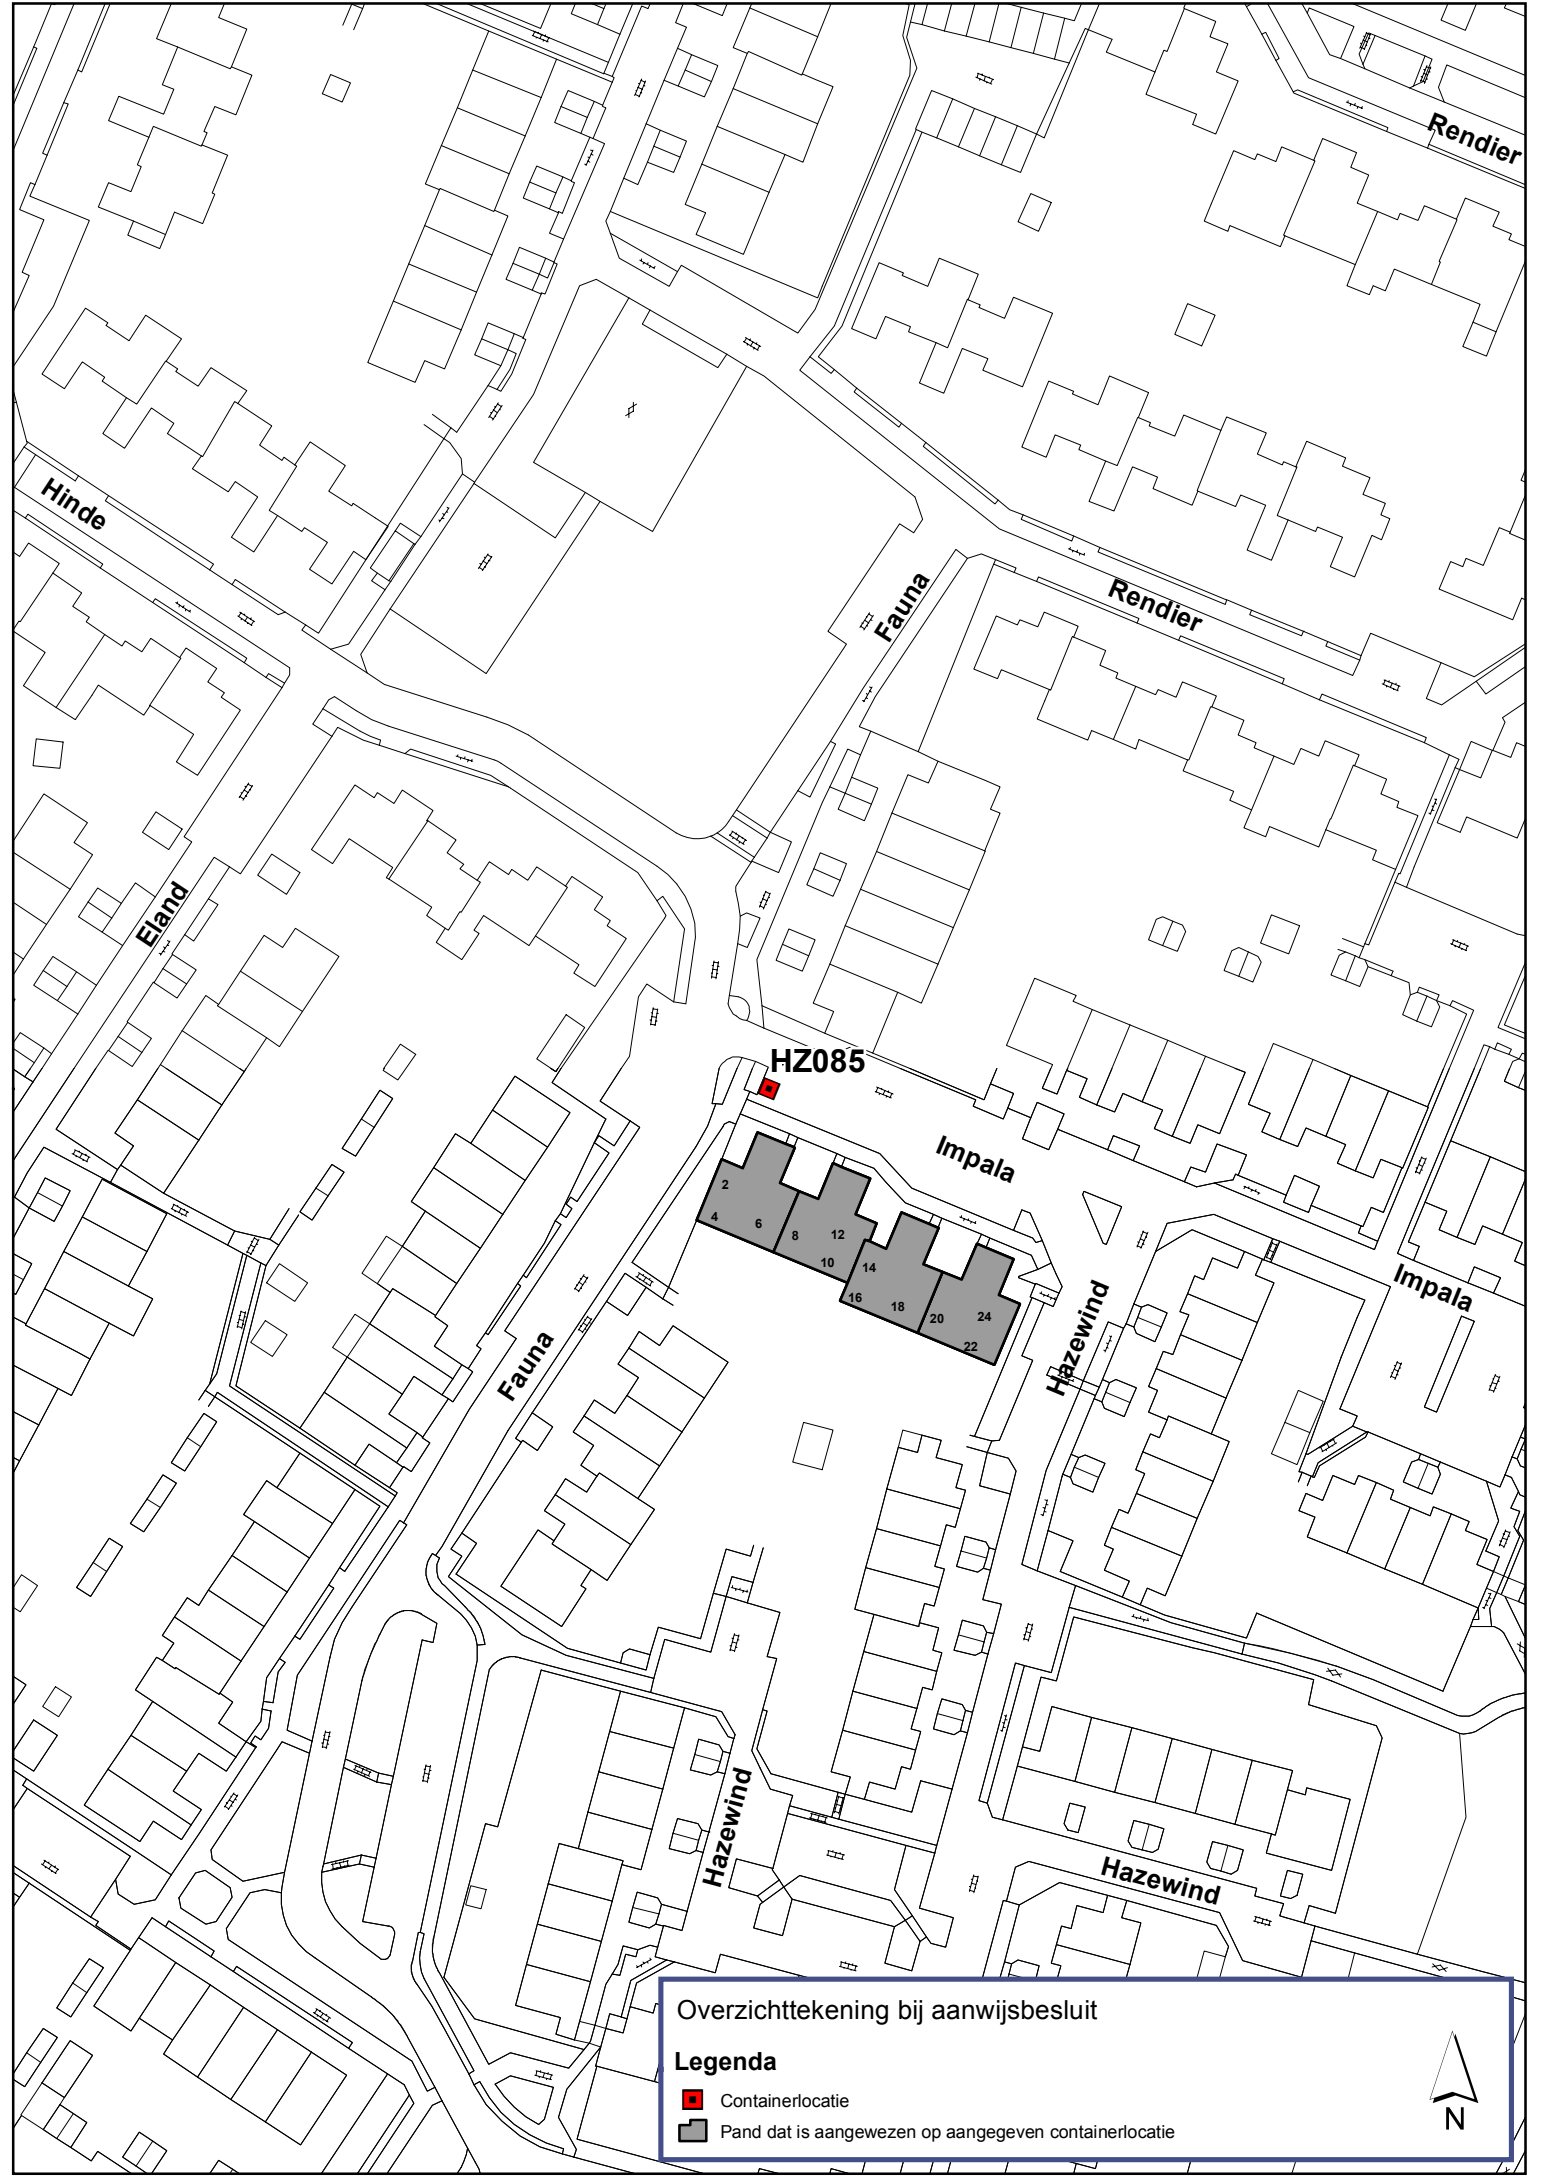 Rendier
Hinde
Fauna
Rendier
Eland
HZ085
Impala
2
4
6
8
12
10
14
16
18
20
24
22
Impala
Hazewind
Fauna
Hazewind
Hazewind
Overzichttekening bij aanwijsbesluit
Legenda
Containerlocatie
Pand dat is aangewezen op aangegeven containerlocatie
N